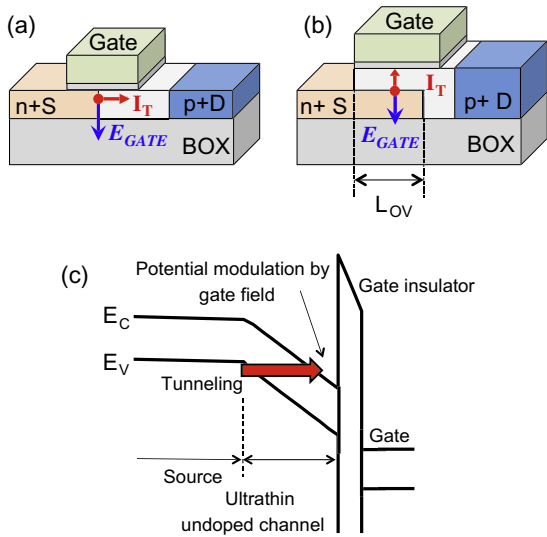 (a)
Gate
n+S
I_T
p+D
E_GATE
BOX
(b)
Gate
n+ S
I_T
p+ D
E_GATE
BOX
L_OV
(c)
Potential modulation by
gate field
Gate insulator
E_C
E_V
Tunneling
Gate
Source
Ultrathin
undoped channel